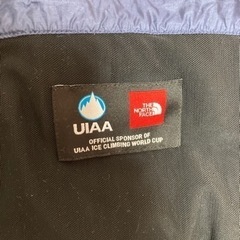 UIAA
THE
NORTH
FACE
OFFICIAL SPONSOR OF
UIAA ICE CLIMBING WORLD CUP